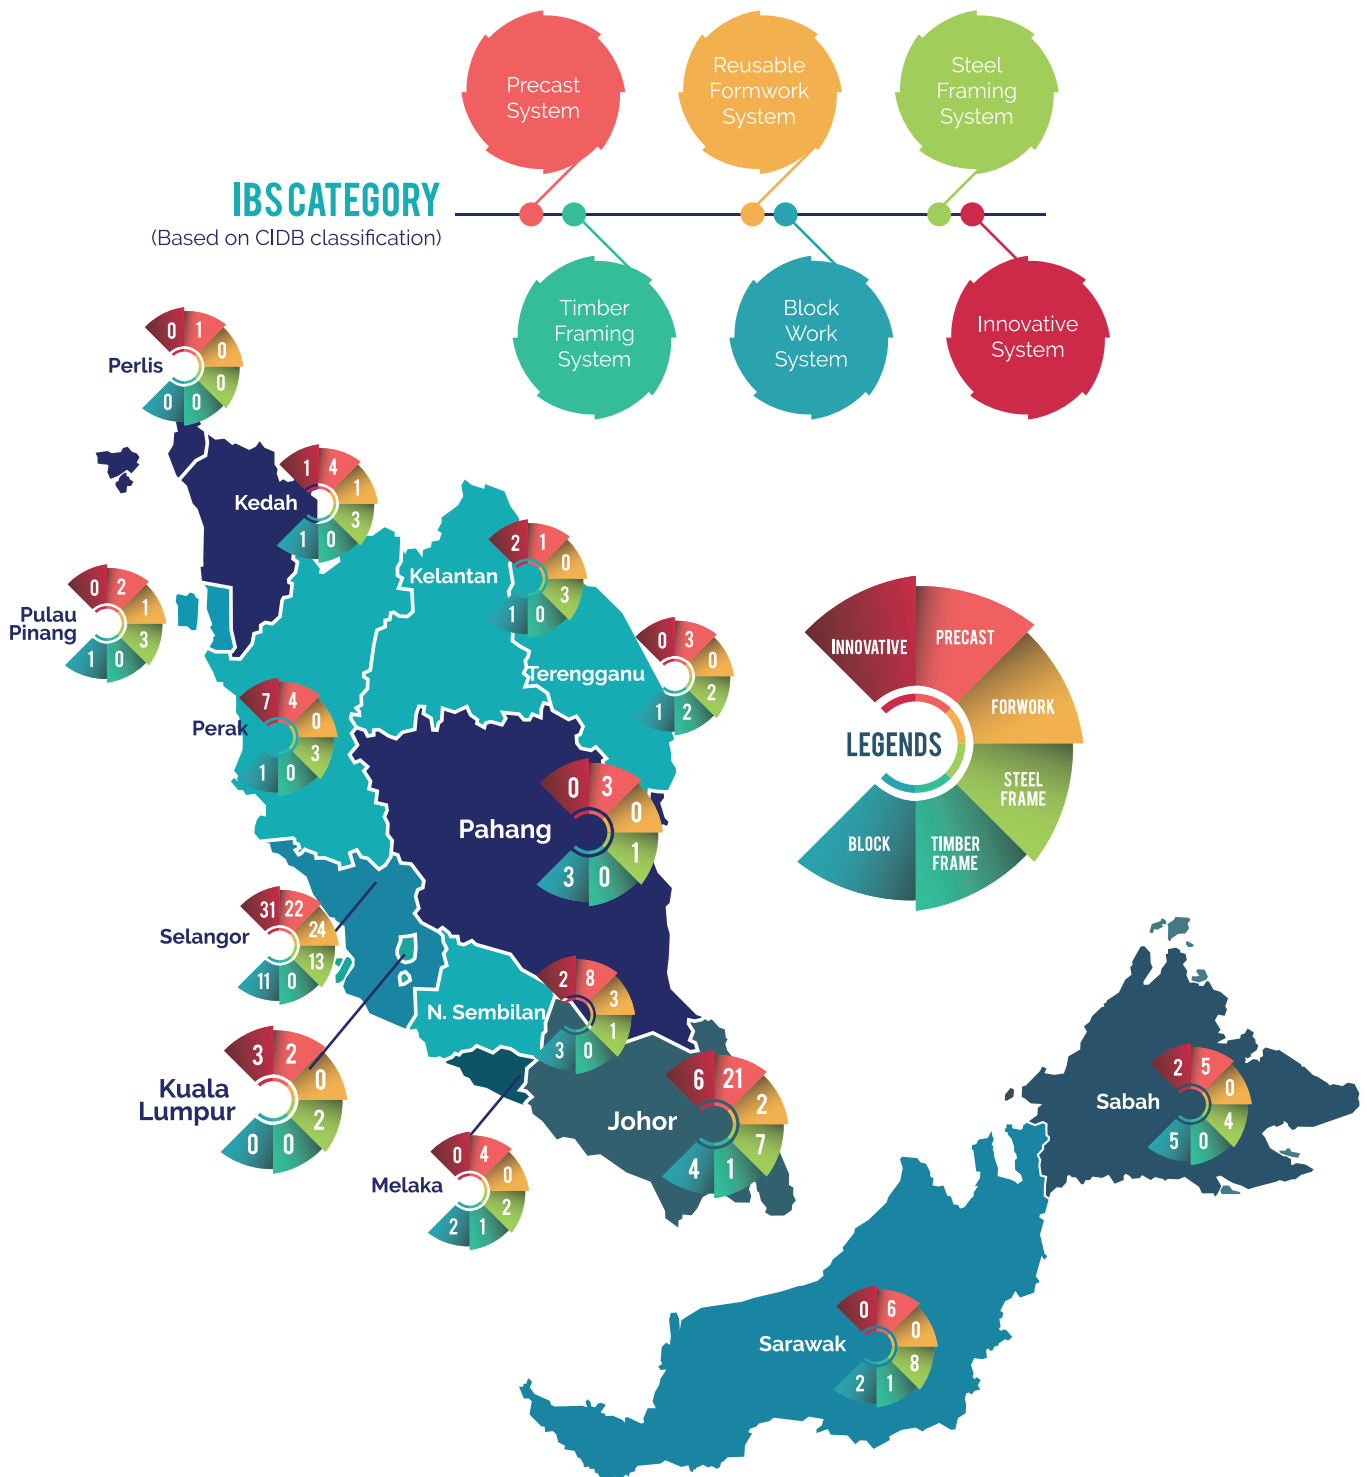 Precast
System
Reusable
Formwork
System
Steel
Framing
System
IBS CATEGORY
(Based on CIDB classification)
Timber
Framing
System
Block
Work
System
Innovative
System
Perlis
0 1
0
0
0 0
Kedah
1 4
1
3
1 0
Pulau
Pinang
0 2
1
3
1 0
Kelantan
2 1
0
3
1 0
Terengganu
0 3
0
2
1 2
Perak
7 4
0
3
1 0
Pahang
0 3
0
1
3 0
INNOVATIVE
PRECAST
FORWORK
LEGENDS
STEEL
FRAME
BLOCK
TIMBER
FRAME
Selangor
31 22
24
13
11 0
N. Sembilan
2 8
3
1
3 0
Kuala
Lumpur
3 2
0
2
0 0
Johor
6 21
2
7
4 1
Melaka
0 4
0
2
2 1
Sabah
2 5
0
4
5 0
Sarawak
0 6
0
8
2 1